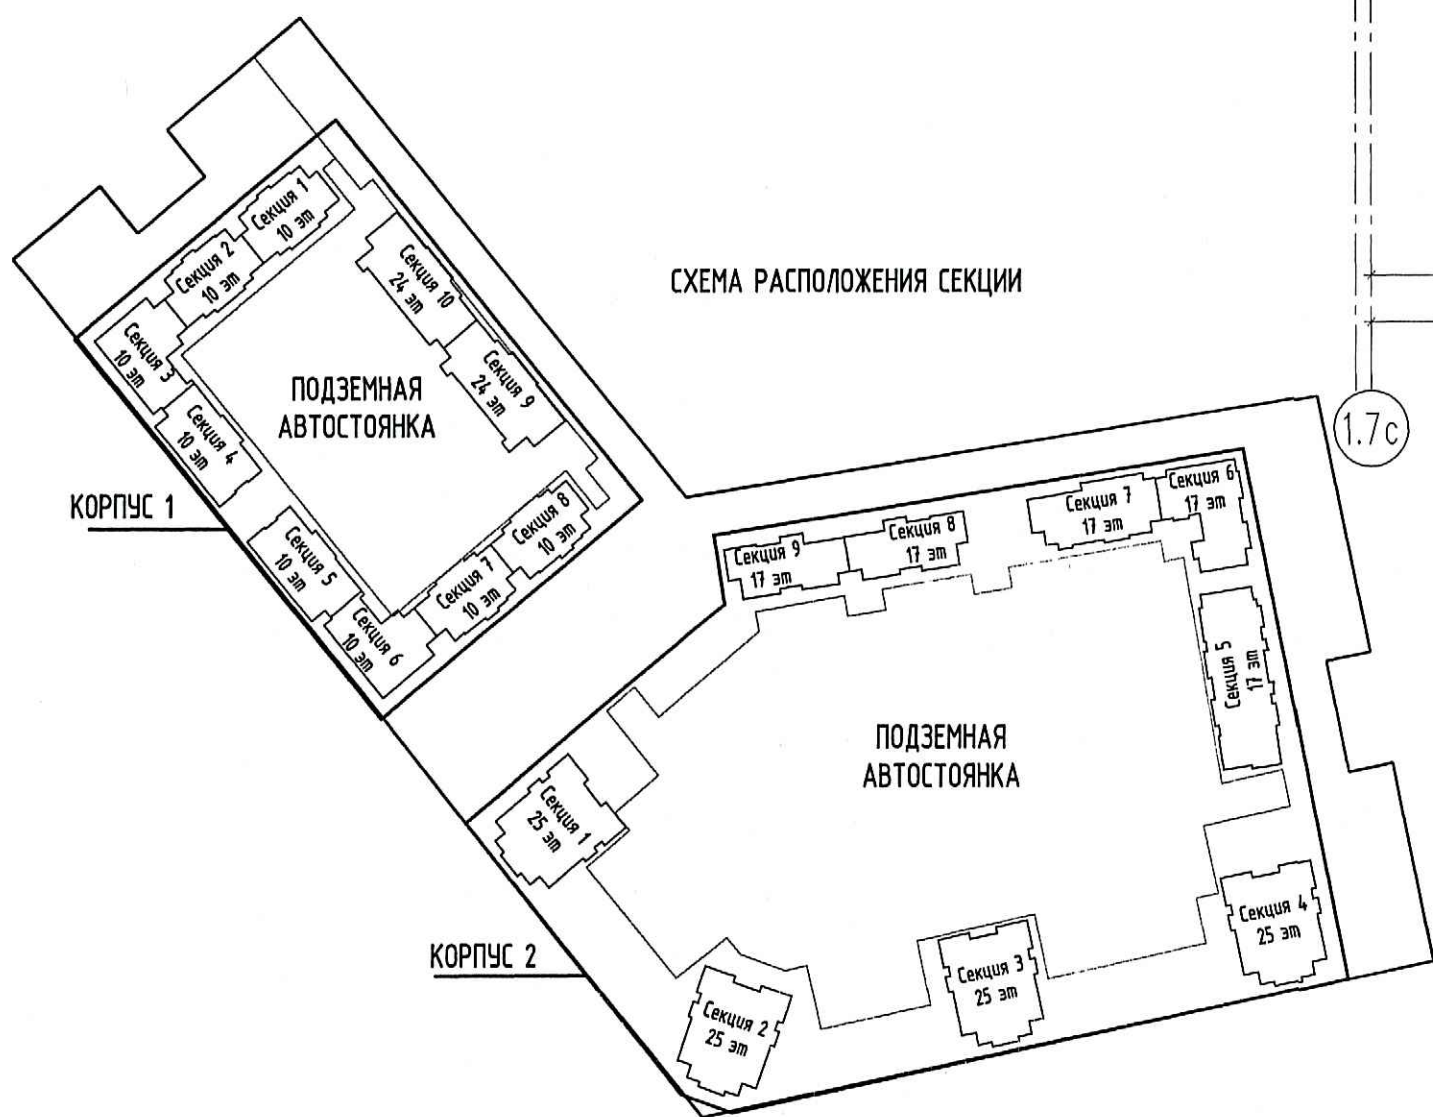 СХЕМА РАСПОЛОЖЕНИЯ СЕКЦИИ
1.7с
КОРПУС 1
Секция 1
10 эт
Секция 2
10 эт
Секция 3
10 эт
Секция 4
10 эт
Секция 5
10 эт
Секция 6
10 эт
Секция 7
10 эт
Секция 8
10 эт
Секция 9
24 эт
Секция 10
24 эт
ПОДЗЕМНАЯ
АВТОСТОЯНКА
КОРПУС 2
Секция 1
25 эт
Секция 2
25 эт
Секция 3
25 эт
Секция 4
25 эт
Секция 5
17 эт
Секция 6
17 эт
Секция 7
17 эт
Секция 8
17 эт
Секция 9
17 эт
ПОДЗЕМНАЯ
АВТОСТОЯНКА